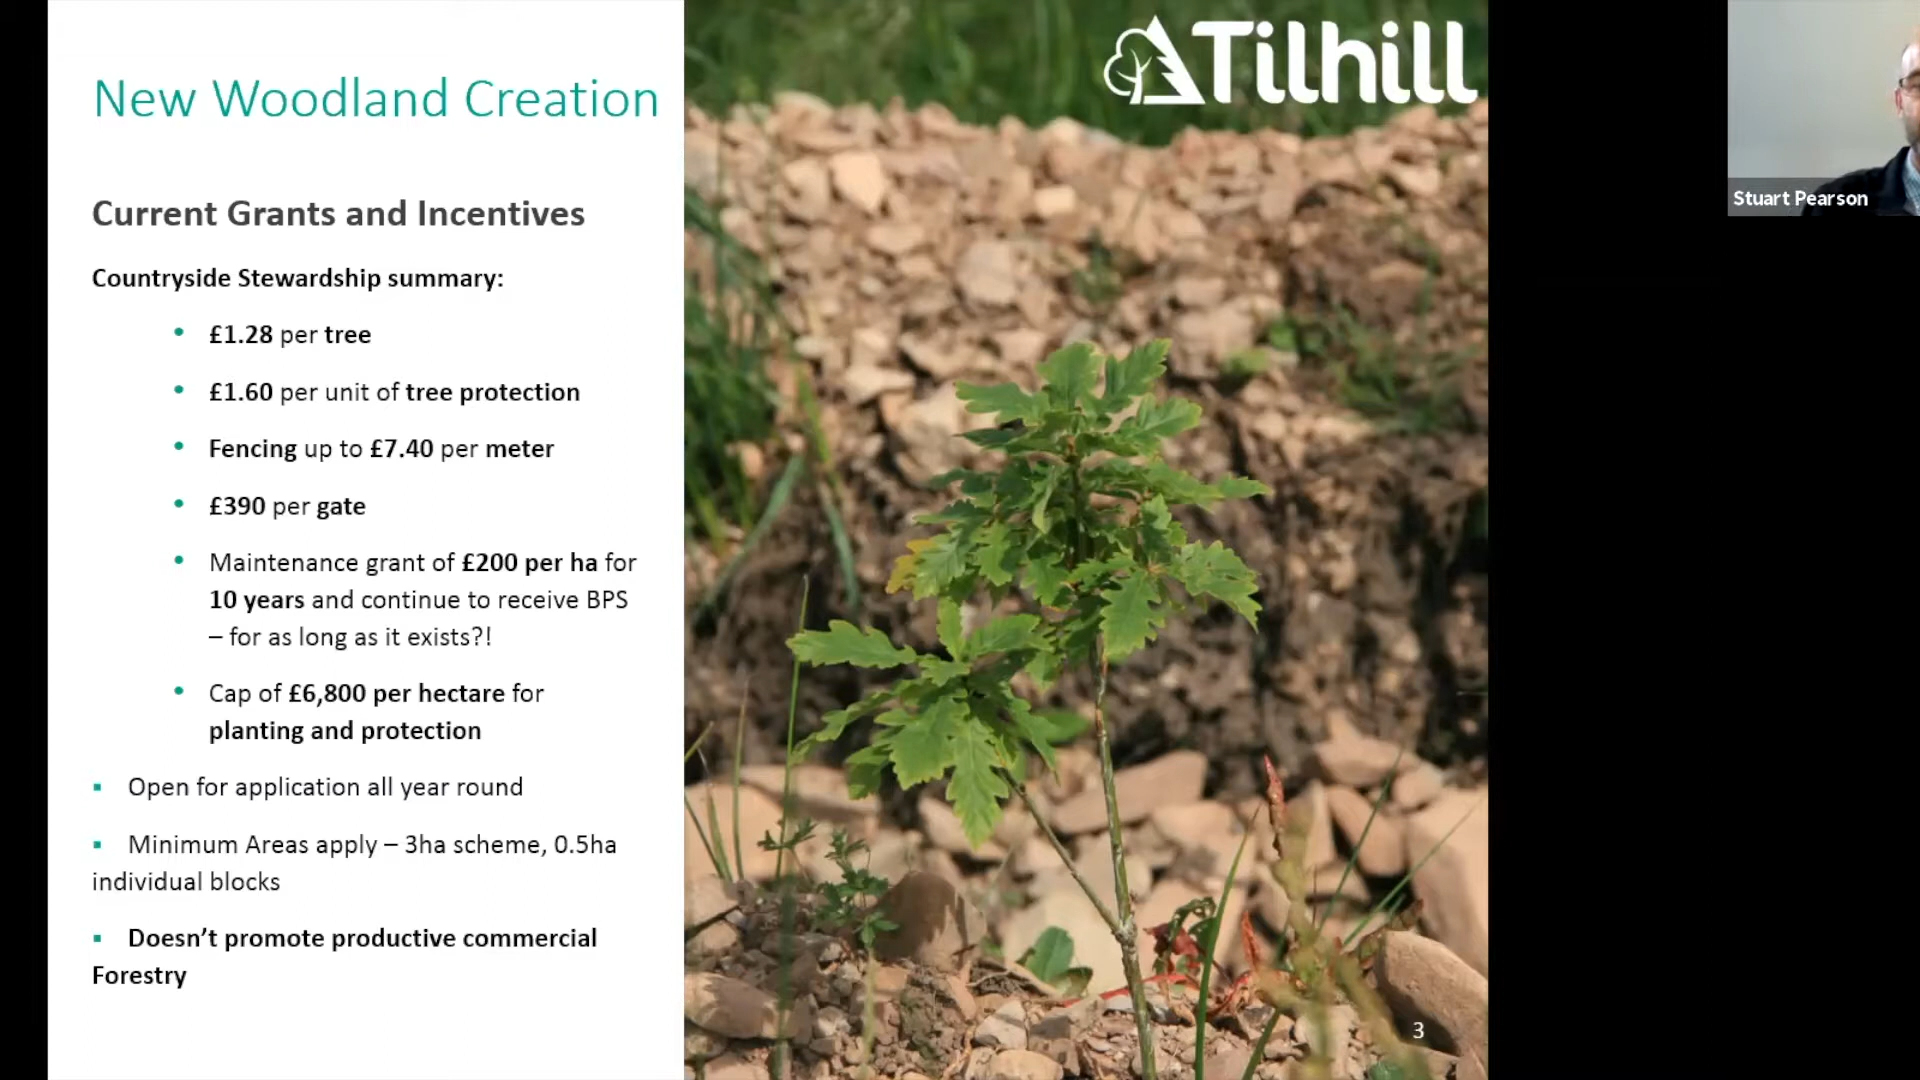 New Woodland Creation
Tilhill
Stuart Pearson
Current Grants and Incentives
Countryside Stewardship summary:
• £1.28 per tree
• £1.60 per unit of tree protection
• Fencing up to £7.40 per meter
• £390 per gate
• Maintenance grant of £200 per ha for
10 years and continue to receive BPS
– for as long as it exists?!
• Cap of £6,800 per hectare for
planting and protection
▪ Open for application all year round
▪ Minimum Areas apply – 3ha scheme, 0.5ha
individual blocks
▪ Doesn’t promote productive commercial
Forestry
3